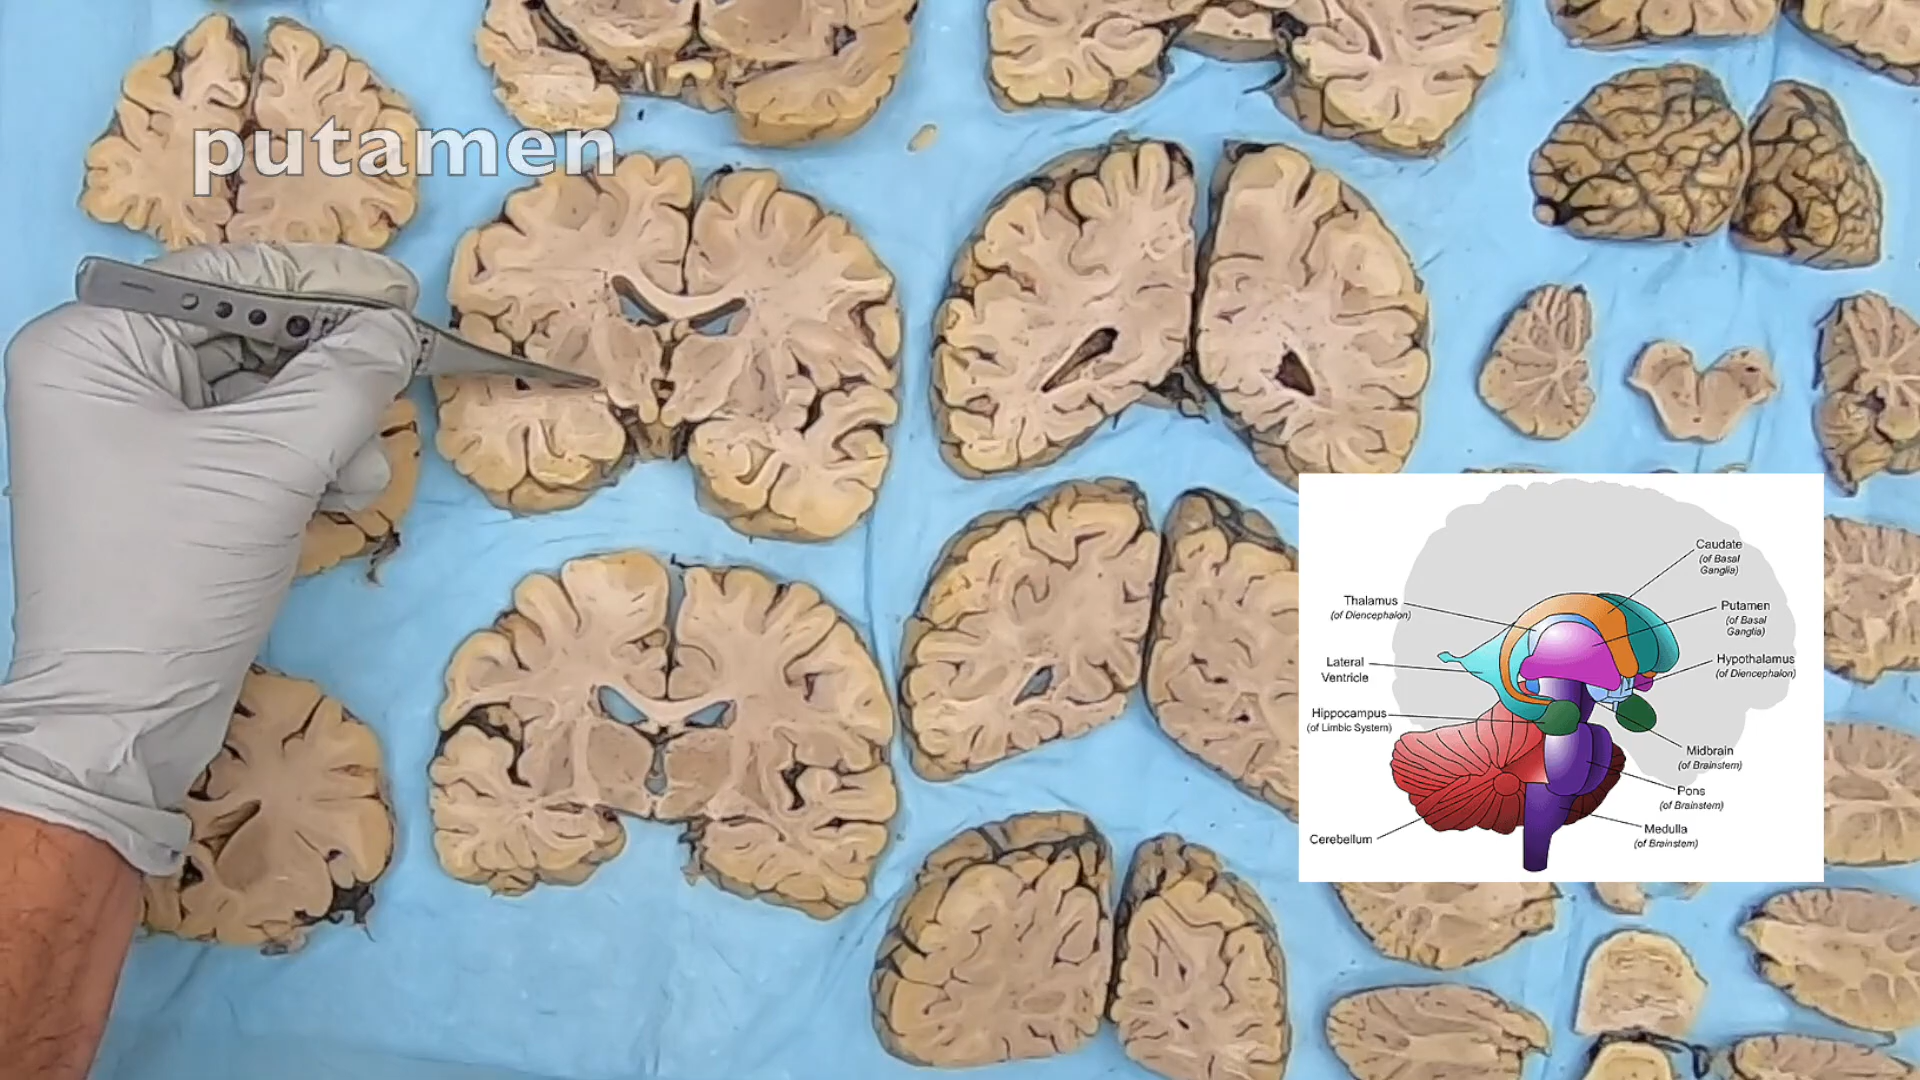 putamen
Caudate
(of Basal
Ganglia)
Thalamus
(of Diencephalon)
Putamen
(of Basal
Ganglia)
Lateral
Ventricle
Hypothalamus
(of Diencephalon)
Hippocampus
(of Limbic System)
Midbrain
(of Brainstem)
Pons
(of Brainstem)
Medulla
(of Brainstem)
Cerebellum